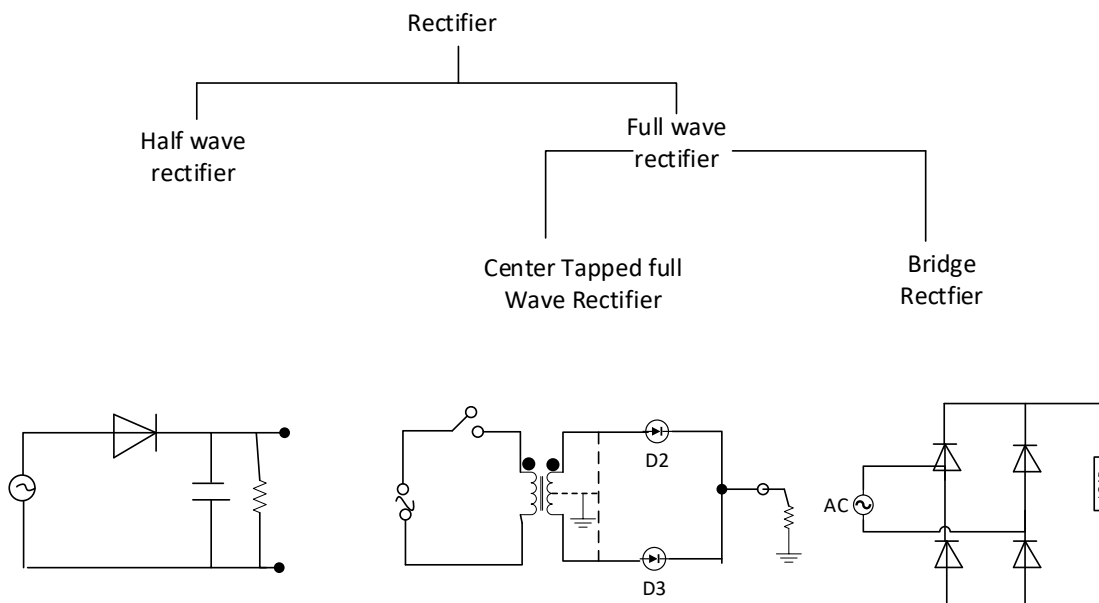 Rectifier
Half wave
rectifier
Full wave
rectifier
Center Tapped full
Wave Rectifier
Bridge
Rectfier
D2
D3
AC